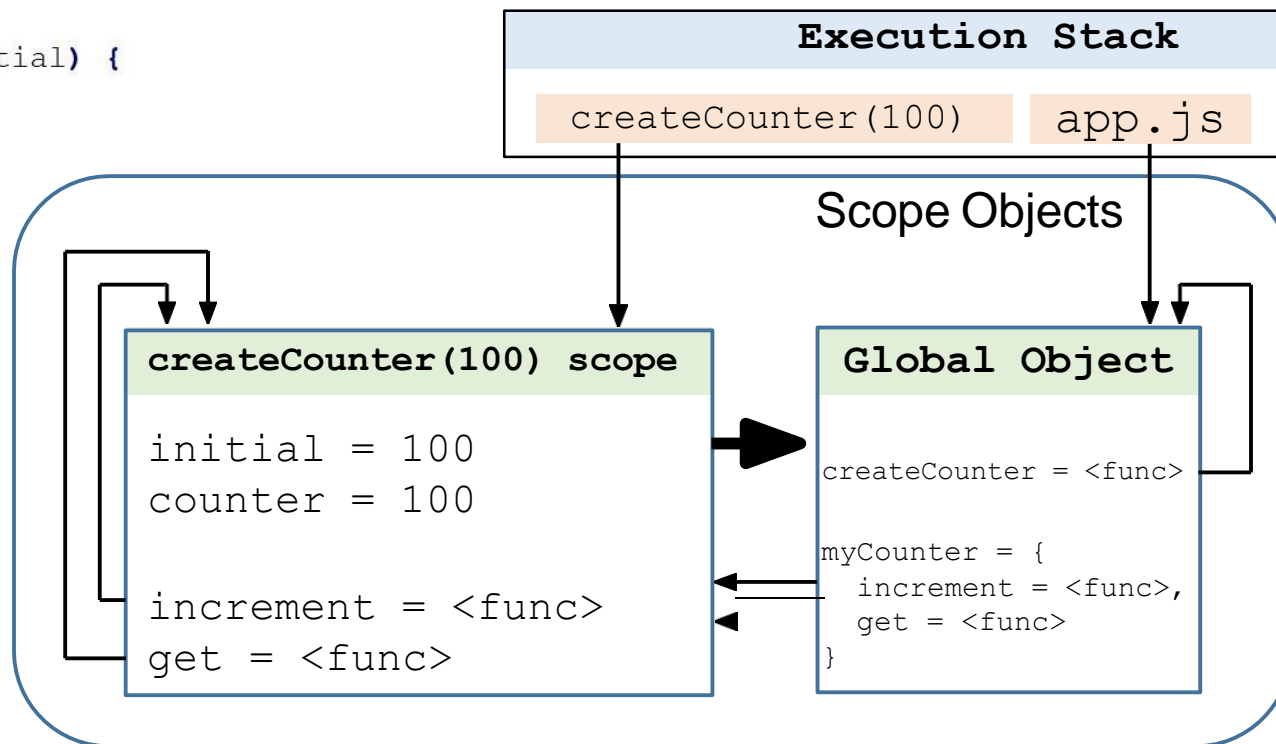 tial) {
Execution Stack
createCounter(100) app.js
Scope Objects
createCounter(100) scope
initial = 100
counter = 100
increment = <func>
get = <func>
Global Object
createCounter = <func>
myCounter = {
increment = <func>,
get = <func>
}